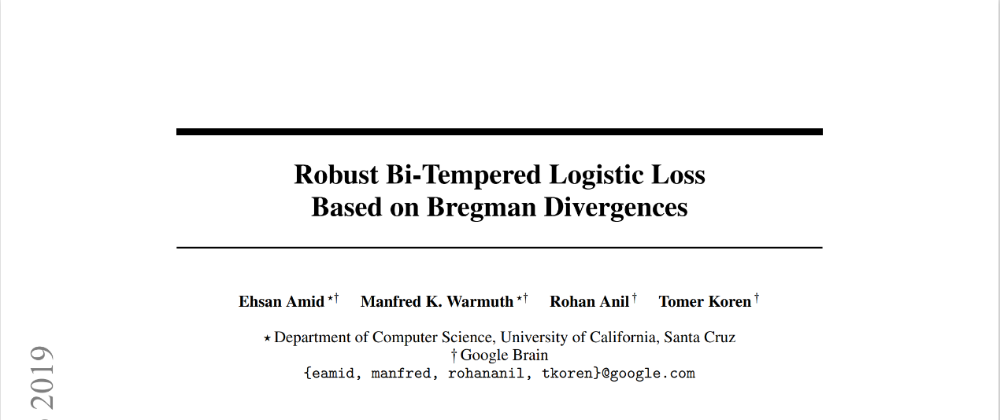 Robust Bi-Tempered Logistic Loss
Based on Bregman Divergences
Ehsan Amid ⋆† Manfred K. Warmuth ⋆† Rohan Anil † Tomer Koren †
⋆ Department of Computer Science, University of California, Santa Cruz
† Google Brain
{eamid, manfred, rohananil, tkoren}@google.com
2019